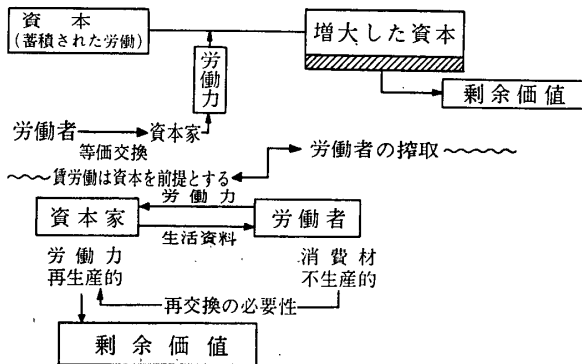 資本
(蓄積された労働)
増大した資本
労働力
剰余価値
労働者
資本家
等価交換
労働者の搾取
賃労働は資本を前提とする
労働力
資本家
労働者
生活資料
労働力
再生産的
消費材
不生産的
再交換の必要性
剰余価値